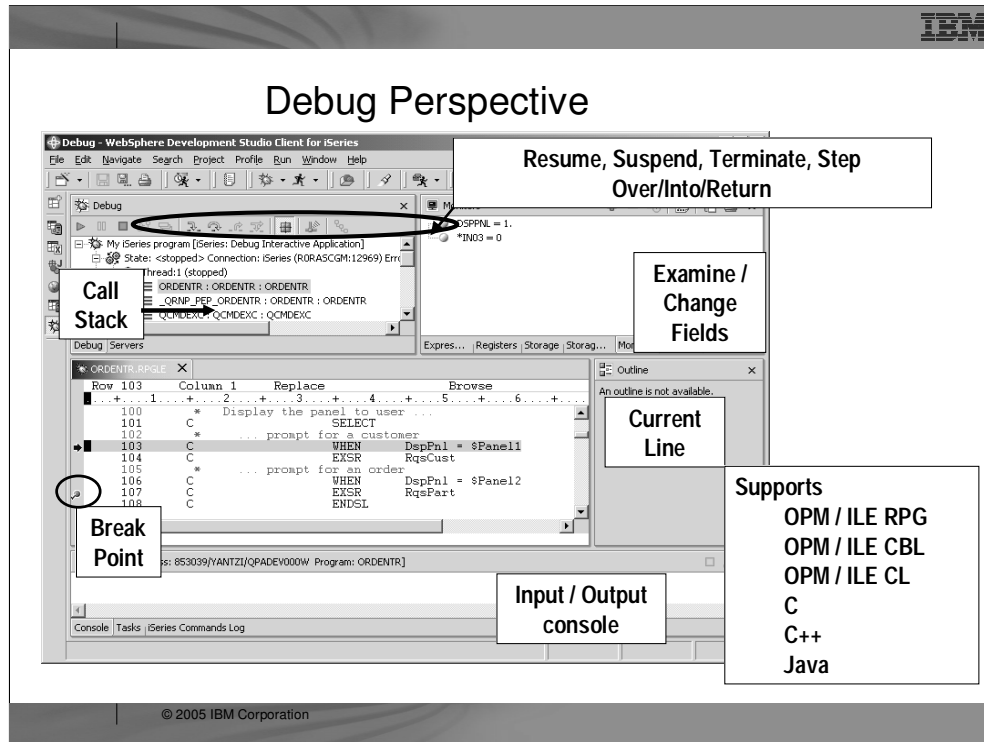 IBM
Debug Perspective
Debug - WebSphere Development Studio Client for iSeries
File Edit Navigate Search Project Profile Run Window Help
Resume, Suspend, Terminate, Step
Over/Into/Return
Debug
My iSeries program [iSeries: Debug Interactive Application]
State: <stopped> Connection: iSeries (RORASCGM:12969)
Thread:1 (stopped)
ORDENTR : ORDENTR : ORDENTR
_QRNP_PEP_ORDENTR : ORDENTR : ORDENTR
QCMDEXC : QCMDEXC : QCMDEXC
Call
Stack
Debug Servers
DSPPNL = 1.
*IN03 = 0
Examine /
Change
Fields
Expres... Registers Storage Storag...
ORDENTR.RPGLE
Row 103 Column 1 Replace Browse
...+....1....+....2....+....3....+....4....+....5....+....6....+....
100 * Display the panel to user ...
101 C SELECT
102 * ... prompt for a customer
103 C WHEN DspPnl = $Panel1
104 C EXSR RqsCust
105 * ... prompt for an order
106 C WHEN DspPnl = $Panel2
107 C EXSR RqsPart
108 C ENDSL
Break
Point
Outline
An outline is not available.
Current
Line
Supports
OPM / ILE RPG
OPM / ILE CBL
OPM / ILE CL
C
C++
Java
853039/YANTZI/QPADEV000W Program: ORDENTR]
Input / Output
console
Console Tasks iSeries Commands Log
© 2005 IBM Corporation